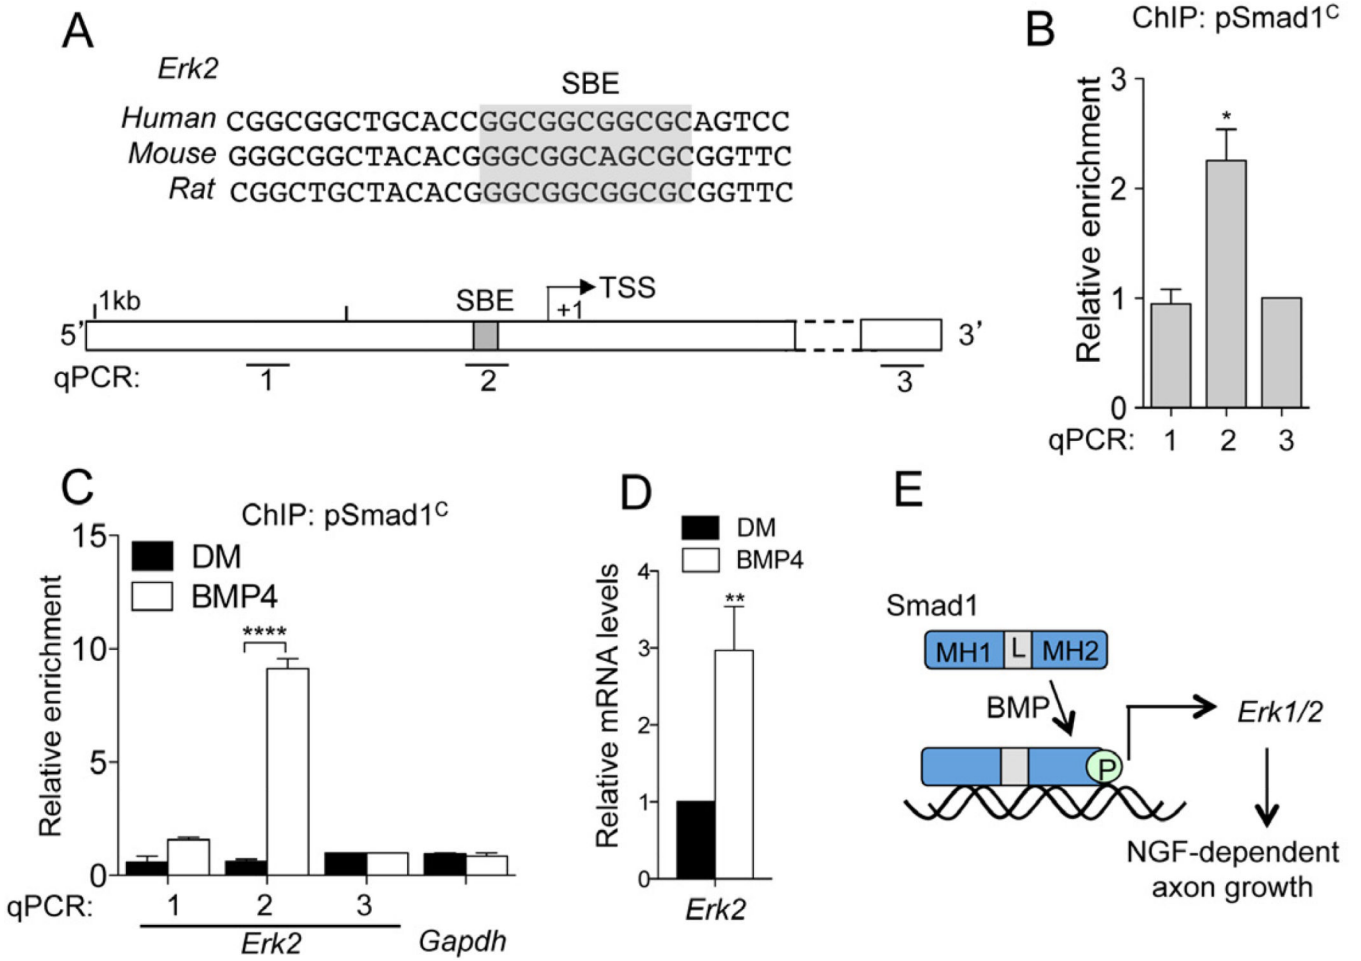 A
Erk2
SBE
Human CGGCGGCTGCACCGGCGGCGGCGCAGTCC
Mouse GGGCGGCTACACGGGCGGCAGCGCGGTTC
Rat CGGCTGCTACACGGGCGGCGGCGCGGTTC
1kb
SBE
TSS
+1
5’
3’
qPCR: 1 2 3
B
ChIP: pSmad1C
Relative enrichment
3
2
1
0
*
qPCR: 1 2 3
C
ChIP: pSmad1C
DM
BMP4
Relative enrichment
15
10
5
0
****
qPCR: 1 2 3
Erk2 Gapdh
D
DM
BMP4
Relative mRNA levels
4
3
2
1
0
**
Erk2
E
Smad1
MH1 L MH2
BMP
P
Erk1/2
NGF-dependent
axon growth